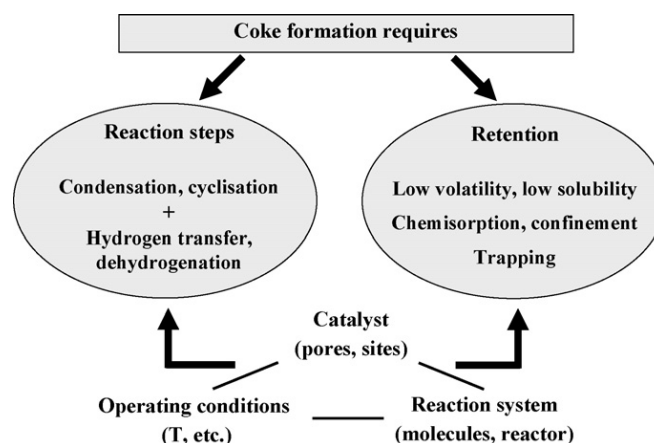 Coke formation requires
Reaction steps
Condensation, cyclisation
+
Hydrogen transfer,
dehydrogenation
Retention
Low volatility, low solubility
Chemisorption, confinement
Trapping
Catalyst
(pores, sites)
Operating conditions
(T, etc.)
Reaction system
(molecules, reactor)